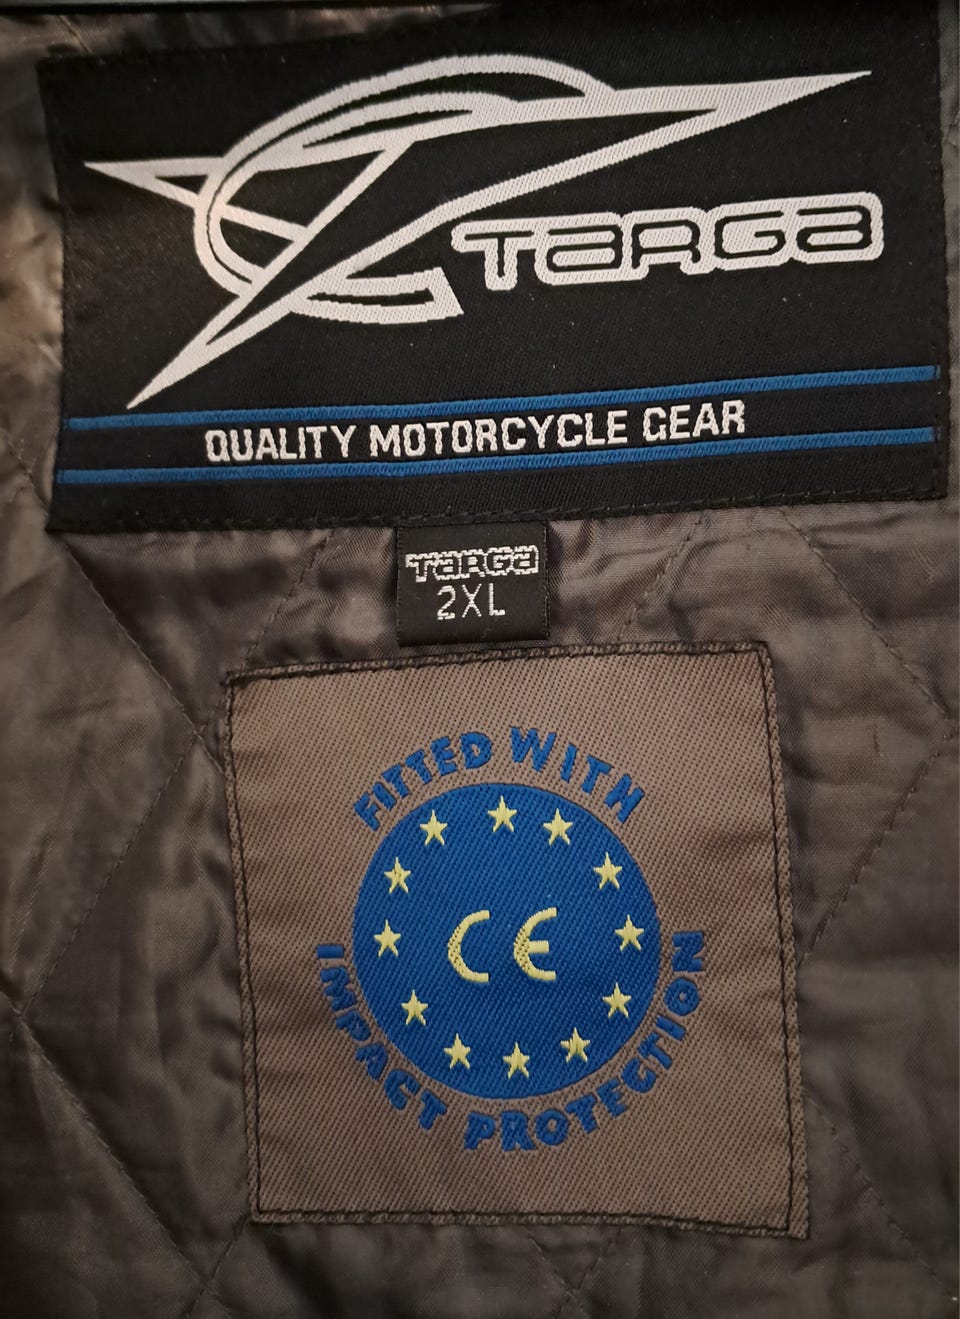 TARGA
QUALITY MOTORCYCLE GEAR
TARGA
2XL
FITTED WITH
CE
IMPACT PROTECTION